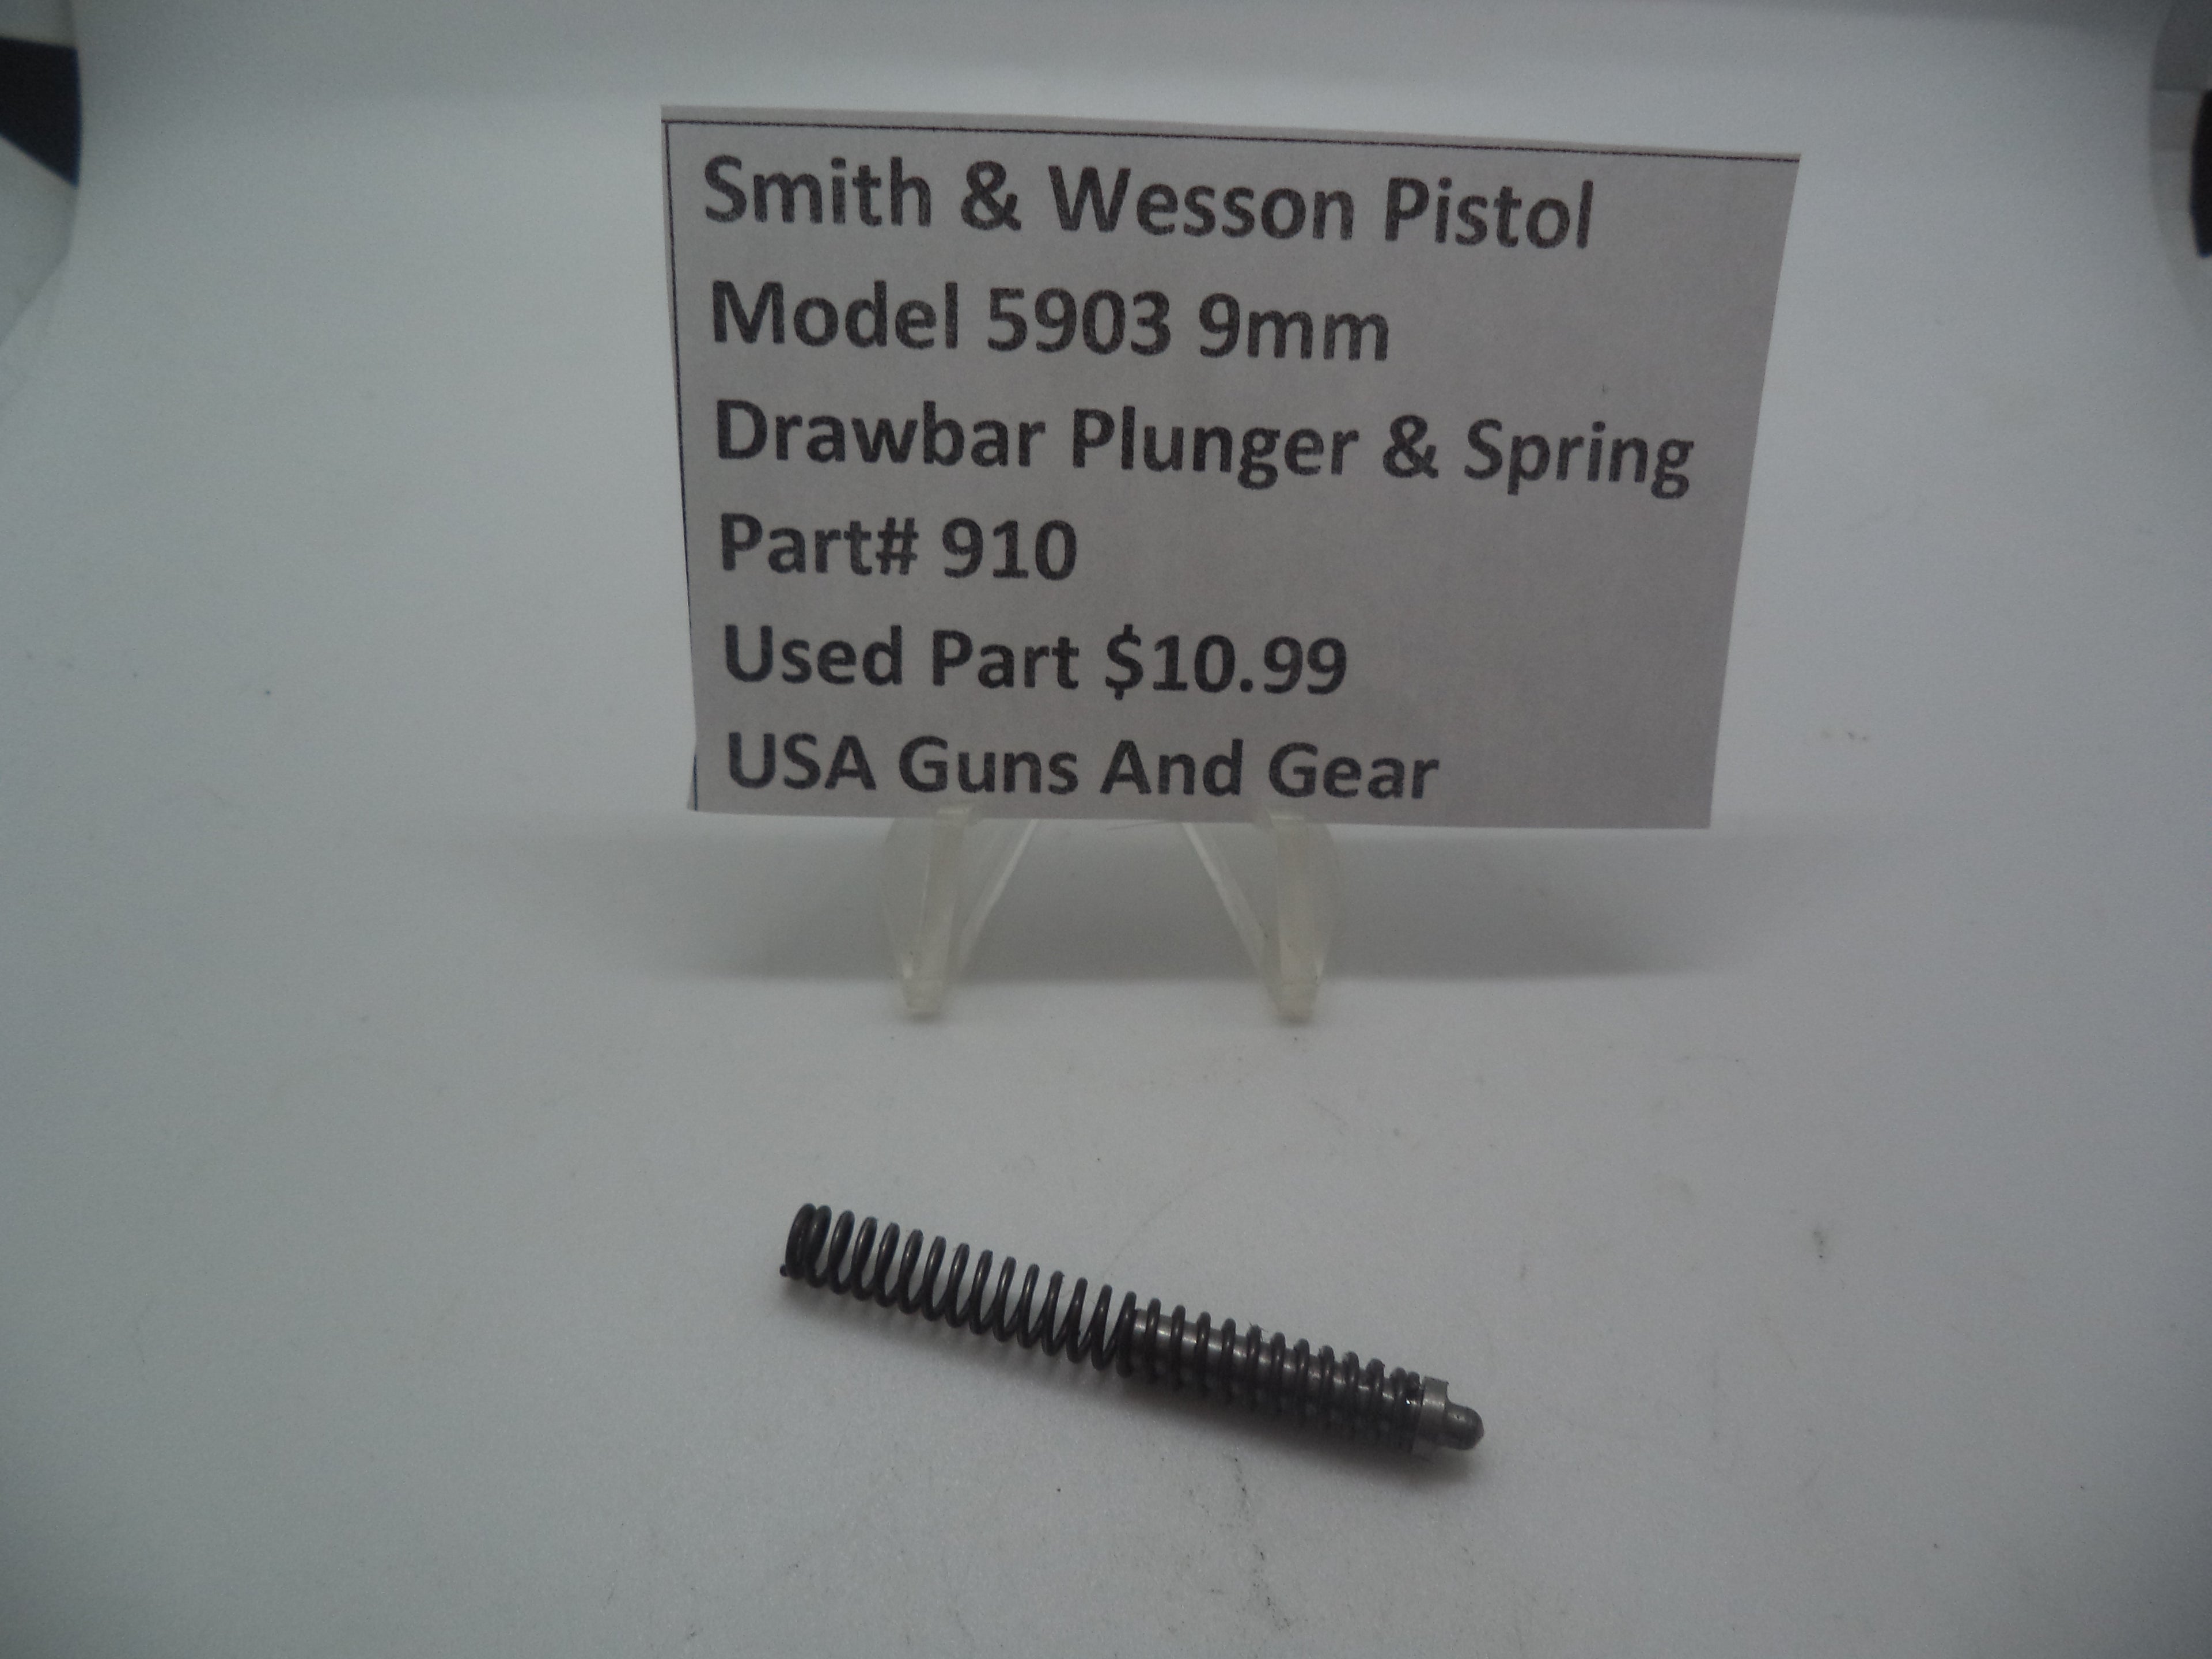 Smith & Wesson Pistol
Model 5903 9mm
Drawbar Plunger & Spring
Part# 910
Used Part $10.99
USA Guns And Gear